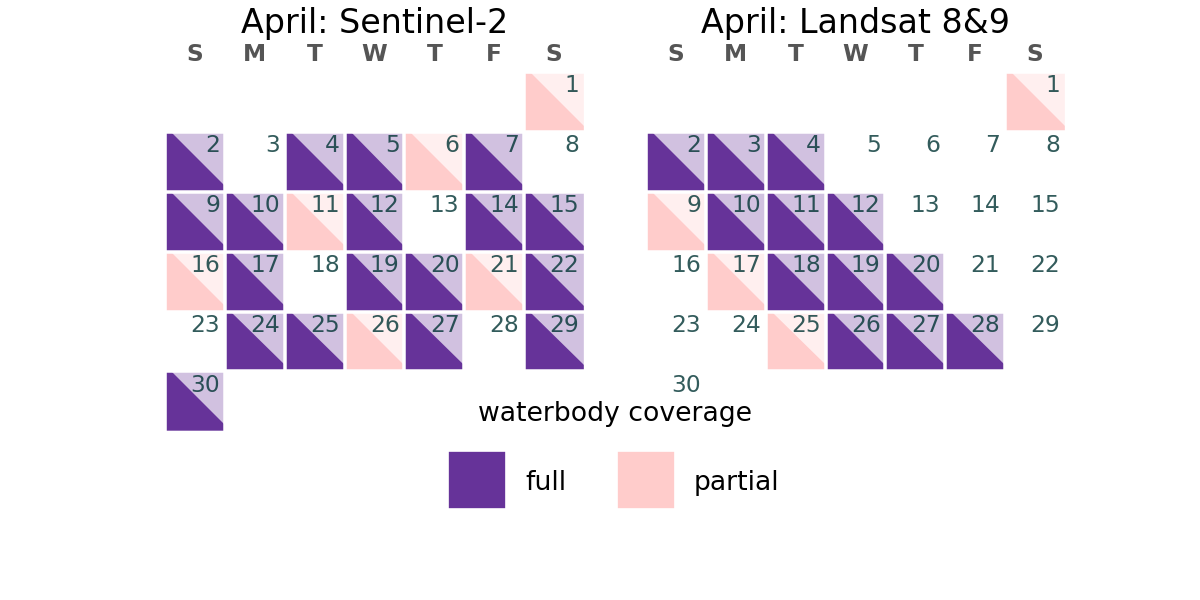 April: Sentinel-2
S M T W T F S
1
2 3 4 5 6 7 8
9 10 11 12 13 14 15
16 17 18 19 20 21 22
23 24 25 26 27 28 29
30
April: Landsat 8&9
S M T W T F S
1
2 3 4 5 6 7 8
9 10 11 12 13 14 15
16 17 18 19 20 21 22
23 24 25 26 27 28 29
30
waterbody coverage
full partial